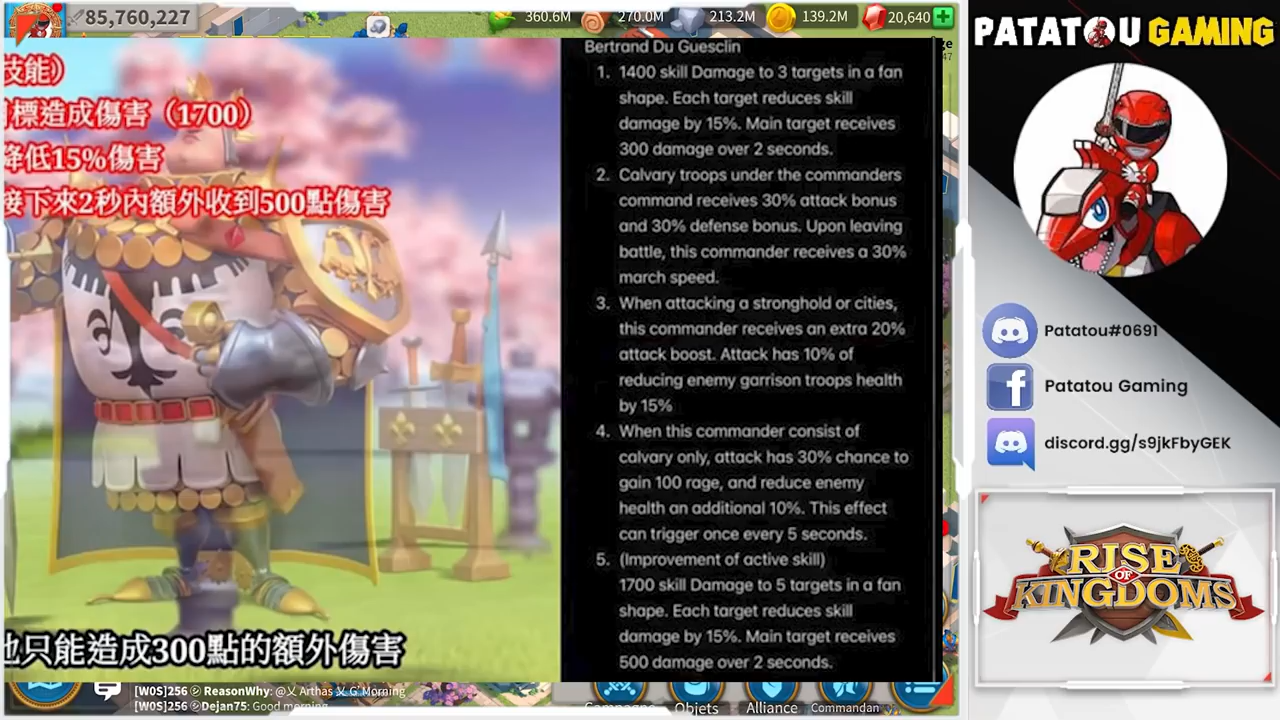 85,760,227
360.6M
270.0M
213.2M
139.2M
20,640
技能）
標造成傷害（1700）
降低15%傷害
接下來2秒內額外收到500點傷害
也只能造成300點的額外傷害
Bertrand Du Guesclin
1. 1400 skill Damage to 3 targets in a fan
shape. Each target reduces skill
damage by 15%. Main target receives
300 damage over 2 seconds.
2. Calvary troops under the commanders
command receives 30% attack bonus
and 30% defense bonus. Upon leaving
battle, this commander receives a 30%
march speed.
3. When attacking a stronghold or cities,
this commander receives an extra 20%
attack boost. Attack has 10% of
reducing enemy garrison troops health
by 15%
4. When this commander consist of
calvary only, attack has 30% chance to
gain 100 rage, and reduce enemy
health an additional 10%. This effect
can trigger once every 5 seconds.
5. (Improvement of active skill)
1700 skill Damage to 5 targets in a fan
shape. Each target reduces skill
damage by 15%. Main target receives
500 damage over 2 seconds.
[W0S]256 ReasonWhy: @乂 Arthas 乂 G.Morning
[W0S]256 Dejan75: Good morning
Objets
Alliance
Commandan
PATATOU GAMING
Patatou#0691
Patatou Gaming
discord.gg/s9jkFbyGEK
RISE
OF
KINGDOMS